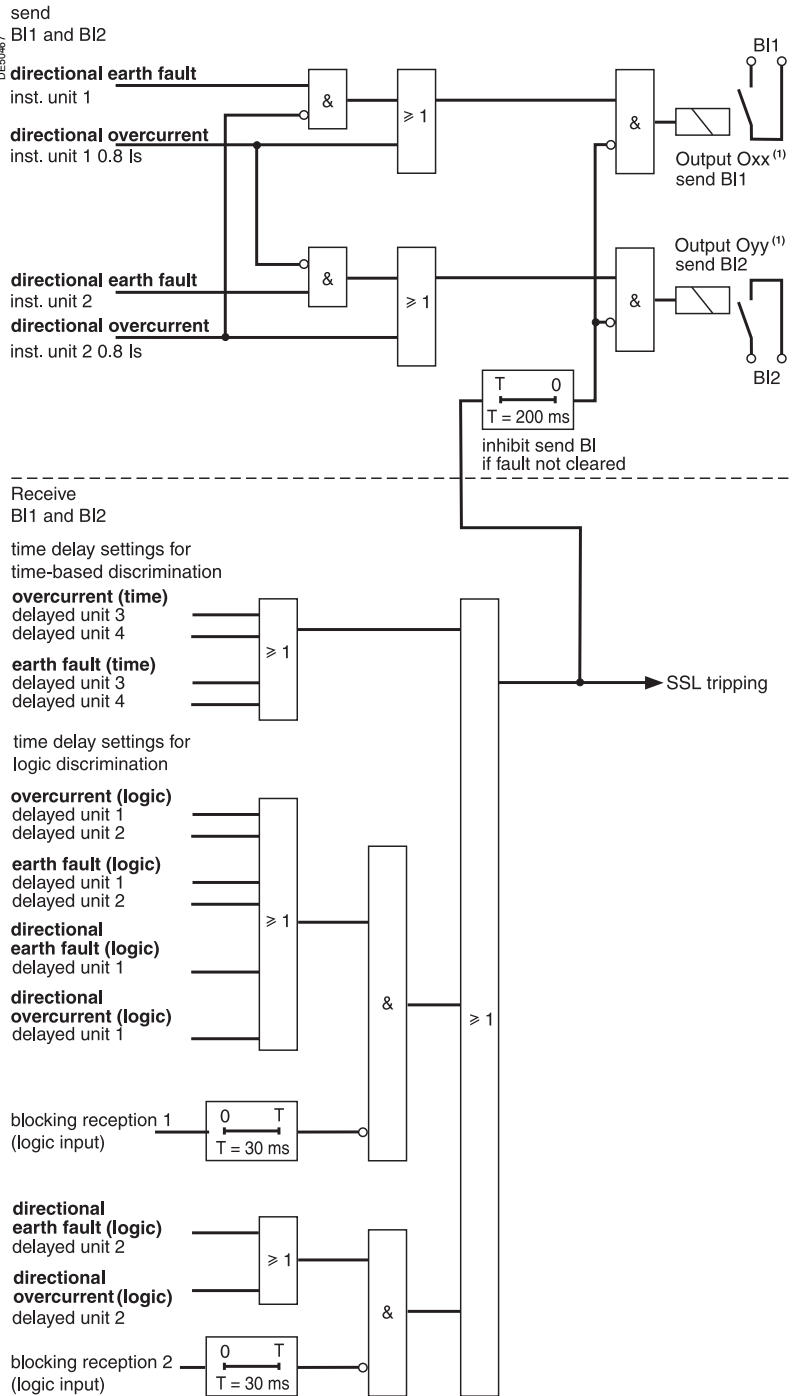 send
BI1 and BI2
DE50467
directional earth fault
inst. unit 1
directional overcurrent
inst. unit 1 0.8 Is
directional earth fault
inst. unit 2
directional overcurrent
inst. unit 2 0.8 Is
&
≥ 1
&
BI1
Output Oxx (1)
send BI1
&
≥ 1
&
Output Oyy (1)
send BI2
BI2
T 0
T = 200 ms
inhibit send BI
if fault not cleared
Receive
BI1 and BI2
time delay settings for
time-based discrimination
overcurrent (time)
delayed unit 3
delayed unit 4
earth fault (time)
delayed unit 3
delayed unit 4
≥ 1
SSL tripping
time delay settings for
logic discrimination
overcurrent (logic)
delayed unit 1
delayed unit 2
earth fault (logic)
delayed unit 1
delayed unit 2
directional
earth fault (logic)
delayed unit 1
directional
overcurrent (logic)
delayed unit 1
≥ 1
&
≥ 1
blocking reception 1
(logic input)
0 T
T = 30 ms
directional
earth fault (logic)
delayed unit 2
directional
overcurrent (logic)
delayed unit 2
≥ 1
&
blocking reception 2
(logic input)
0 T
T = 30 ms